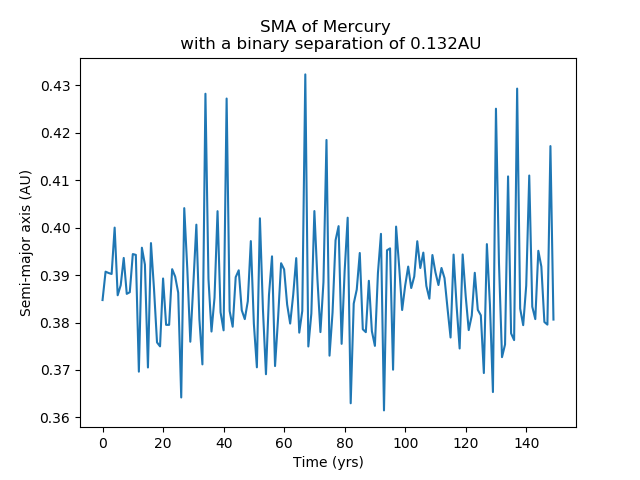 SMA of Mercury
with a binary separation of 0.132AU
0.43
0.42
0.41
0.40
0.39
0.38
0.37
0.36
Semi-major axis (AU)
0 20 40 60 80 100 120 140
Time (yrs)